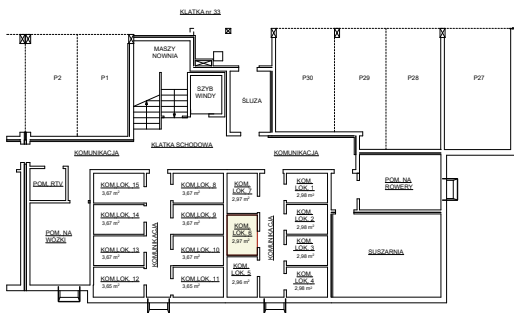 KLATKA nr 33
MASZY
NOWNIA
P2
P1
SZYB
WINDY
ŚLUZA
P30
P29
P28
P27
KLATKA SCHODOWA
KOMUNIKACJA
KOMUNIKACJA
POM. RTV
POM. NA
WÓZKI
KOM.LOK. 15
3,67 m²
KOM.LOK. 14
3,67 m²
KOM.LOK. 13
3,67 m²
KOM.LOK. 12
3,65 m²
KOMUNIKACJA
KOM.LOK. 8
3,67 m²
KOM.LOK. 9
3,67 m²
KOM.LOK. 10
3,67 m²
KOM.LOK. 11
3,65 m²
KOM.
LOK. 7
2,97 m²
KOM.
LOK. 6
2,97 m²
KOM.
LOK. 5
2,96 m²
KOMUNIKACJA
KOM.
LOK. 1
2,98 m²
KOM.
LOK. 2
2,98 m²
KOM.
LOK. 3
2,98 m²
KOM.
LOK. 4
2,98 m²
POM. NA
ROWERY
SUSZARNIA